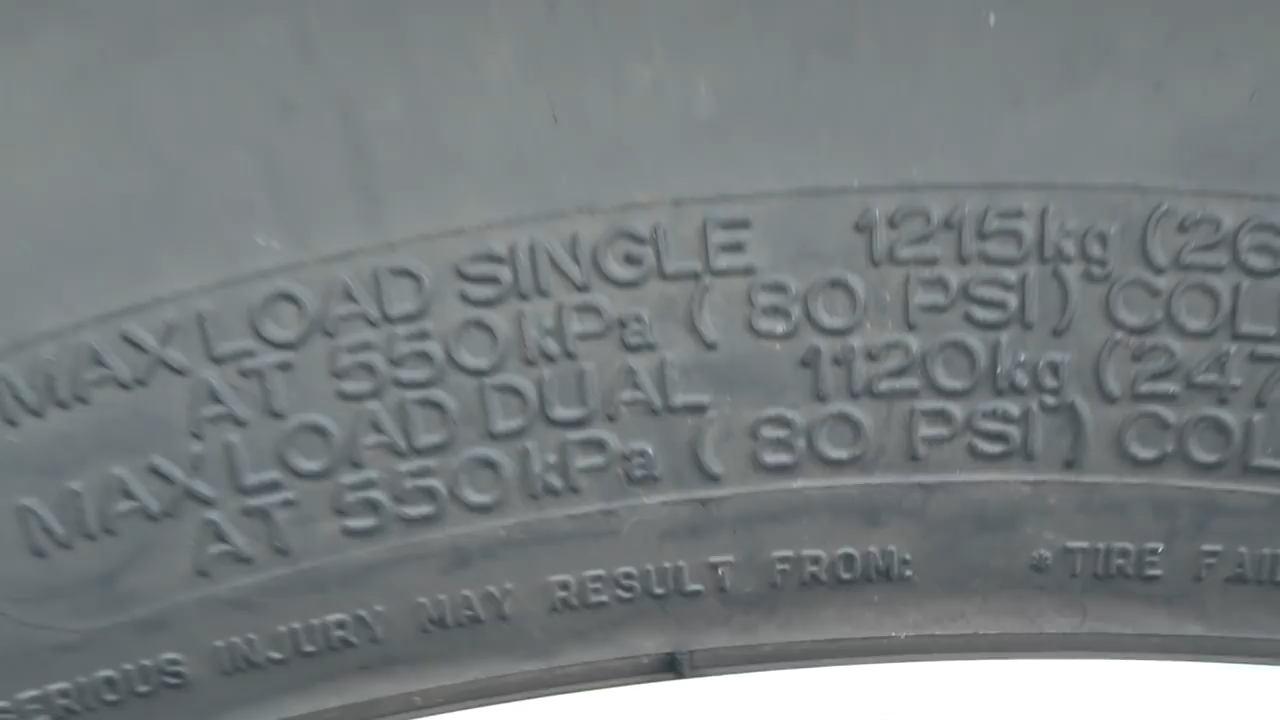 MAX LOAD SINGLE 1215kg (26
AT 550kPa ( 80 PSI ) COL
MAX LOAD DUAL 1120kg (247
AT 550kPa ( 80 PSI ) COL
SERIOUS INJURY MAY RESULT FROM: *TIRE FAI